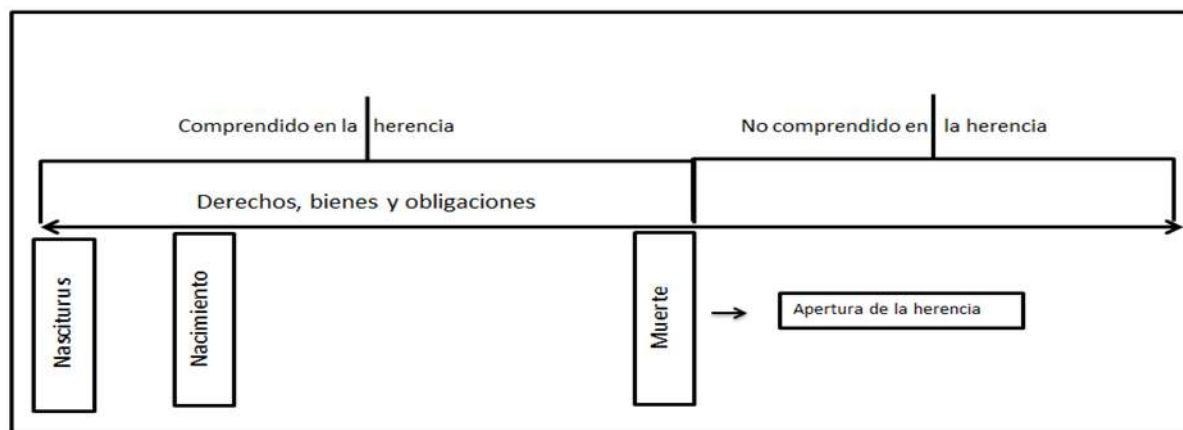 Comprendido en la herencia
No comprendido en la herencia
Derechos, bienes y obligaciones
Nasciturus
Nacimiento
Muerte
Apertura de la herencia